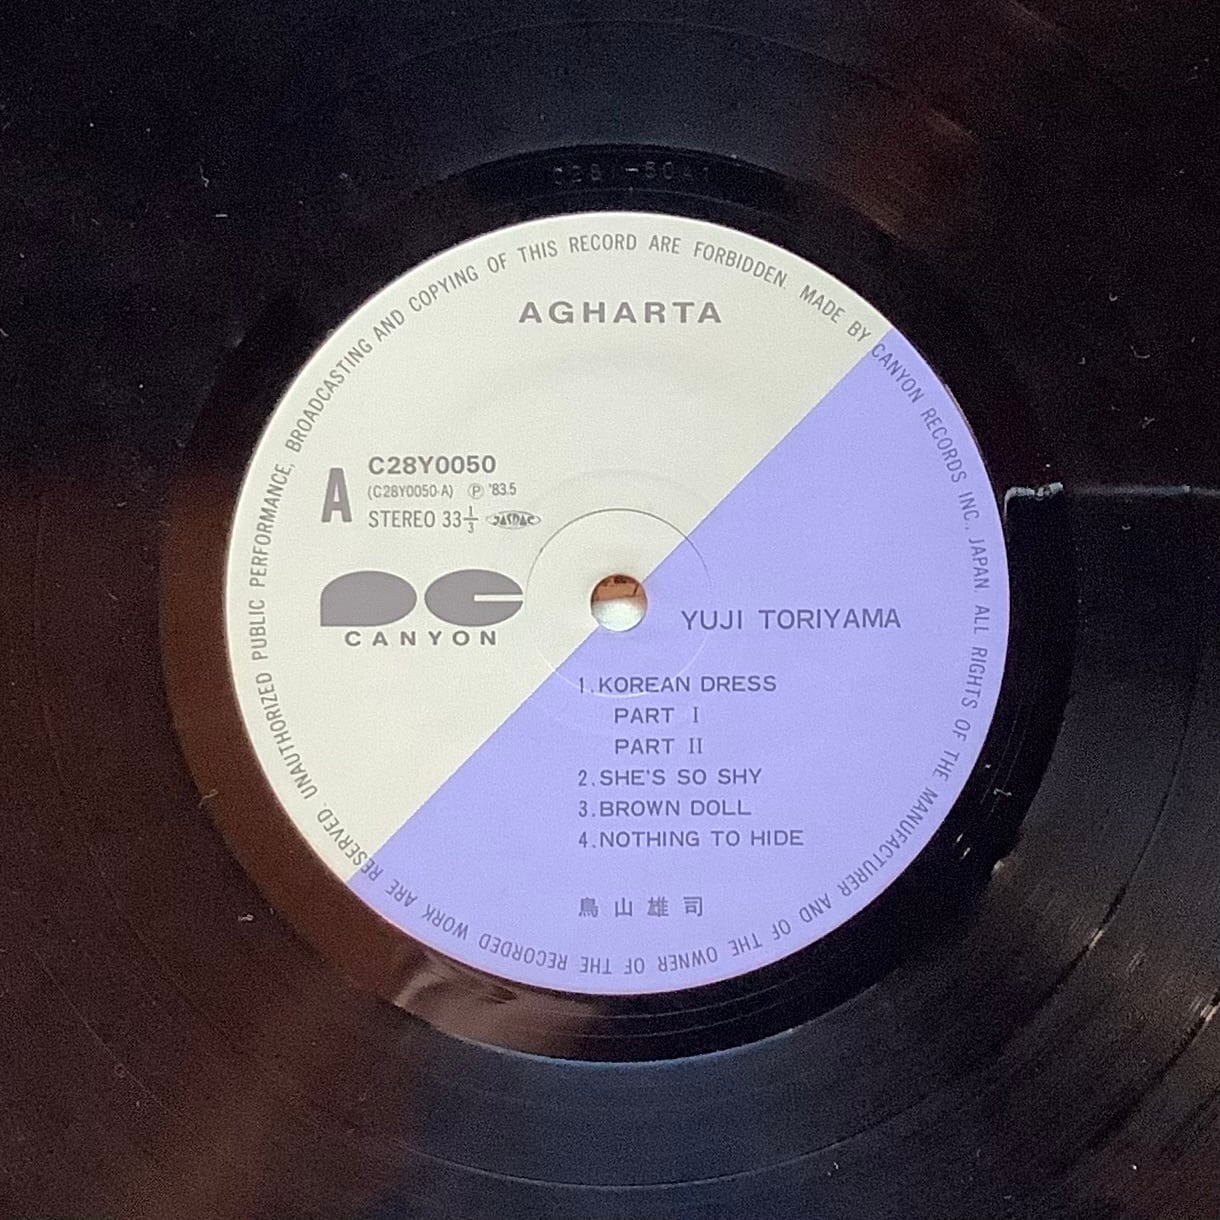 UNAUTHORIZED PUBLIC PERFORMANCE, BROADCASTING AND COPYING OF THIS RECORD ARE FORBIDDEN. MADE BY CANYON RECORDS INC., JAPAN. ALL RIGHTS OF THE MANUFACTURER AND OF THE OWNER OF THE RECORDED WORK ARE RESERVED.
AGHARTA
A
C28Y0050
(C28Y0050-A) Ⓟ '83.5
STEREO 33⅓ JASRAC
CANYON
YUJI TORIYAMA
1.KOREAN DRESS
PART Ⅰ
PART Ⅱ
2.SHE'S SO SHY
3.BROWN DOLL
4.NOTHING TO HIDE
鳥山雄司